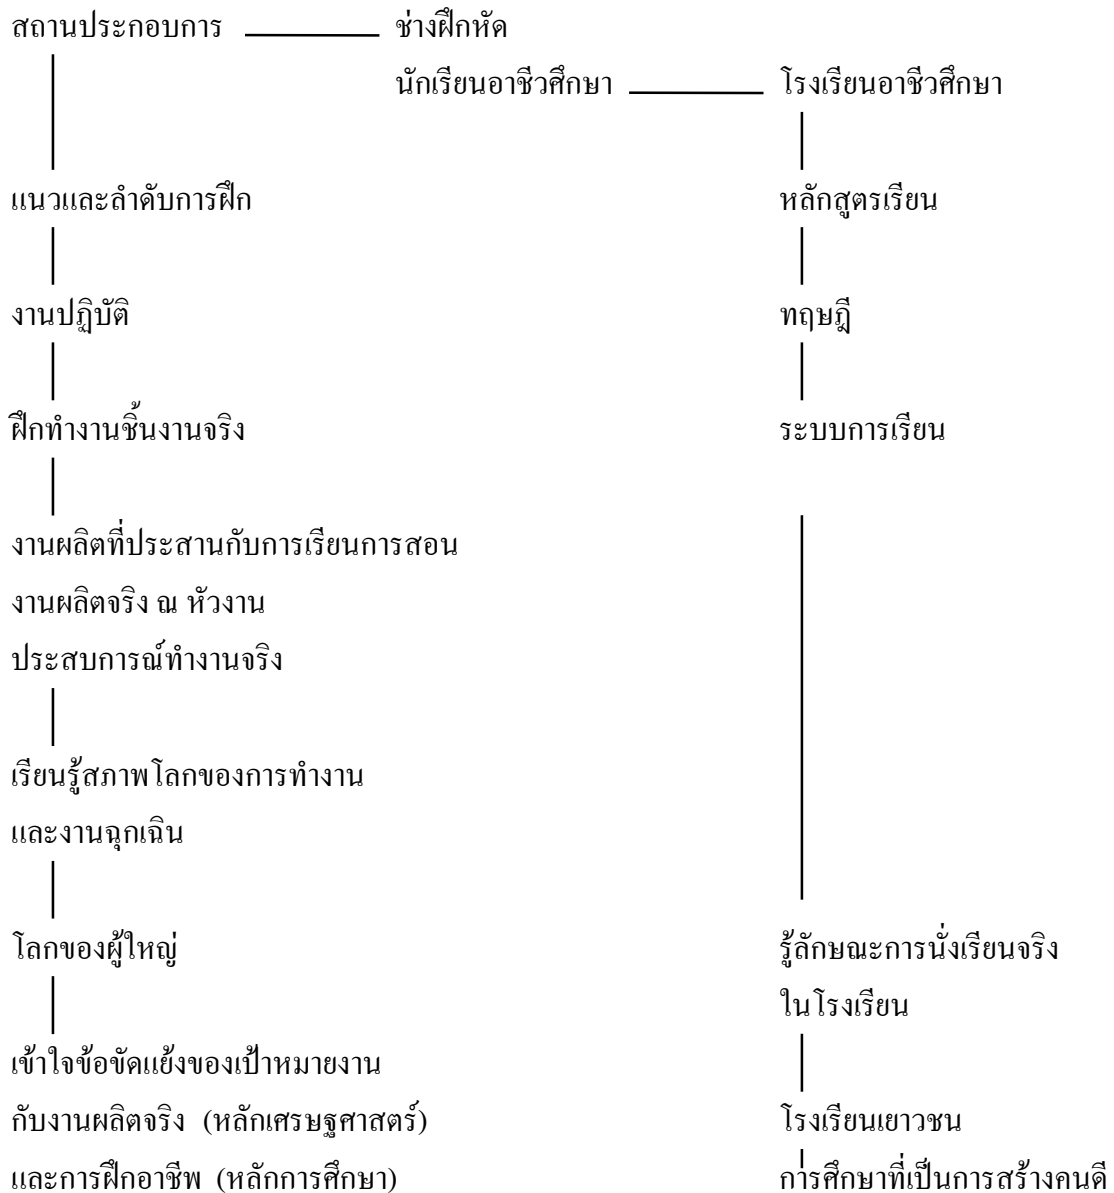 สถานประกอบการ ช่างฝึกหัด
นักเรียนอาชีวศึกษา โรงเรียนอาชีวศึกษา
แนวและลำดับการฝึก หลักสูตรเรียน
งานปฏิบัติ ทฤษฎี
ฝึกทำงานชิ้นงานจริง ระบบการเรียน
งานผลิตที่ประสานกับการเรียนการสอน
งานผลิตจริง ณ หัวงาน
ประสบการณ์ทำงานจริง
เรียนรู้สภาพโลกของการทำงาน
และงานฉุกเฉิน
โลกของผู้ใหญ่ รู้ลักษณะการนั่งเรียนจริง
ในโรงเรียน
เข้าใจข้อขัดแย้งของเป้าหมายงาน
กับงานผลิตจริง (หลักเศรษฐศาสตร์) โรงเรียนเยาวชน
และการฝึกอาชีพ (หลักการศึกษา) การศึกษาที่เป็นการสร้างคนดี